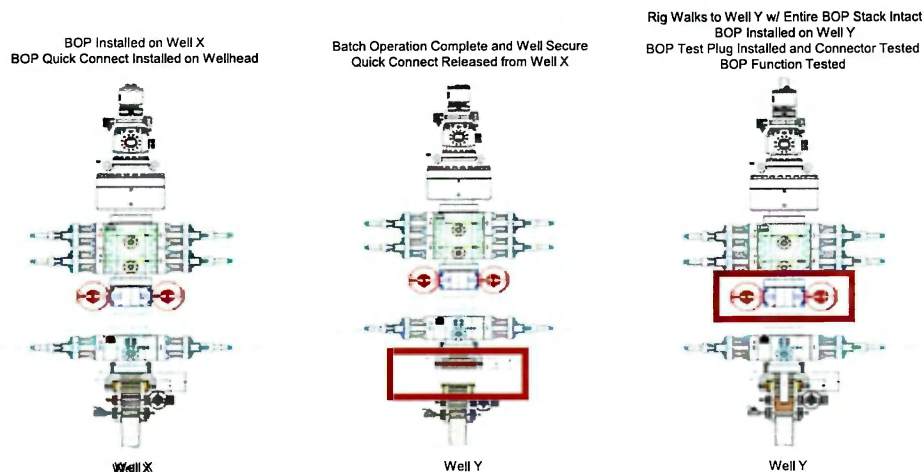 BOP Installed on Well X
BOP Quick Connect Installed on Wellhead
Batch Operation Complete and Well Secure
Quick Connect Released from Well X
Rig Walks to Well Y w/ Entire BOP Stack Intact
BOP Installed on Well Y
BOP Test Plug Installed and Connector Tested
BOP Function Tested
Well X
Well Y
Well Y